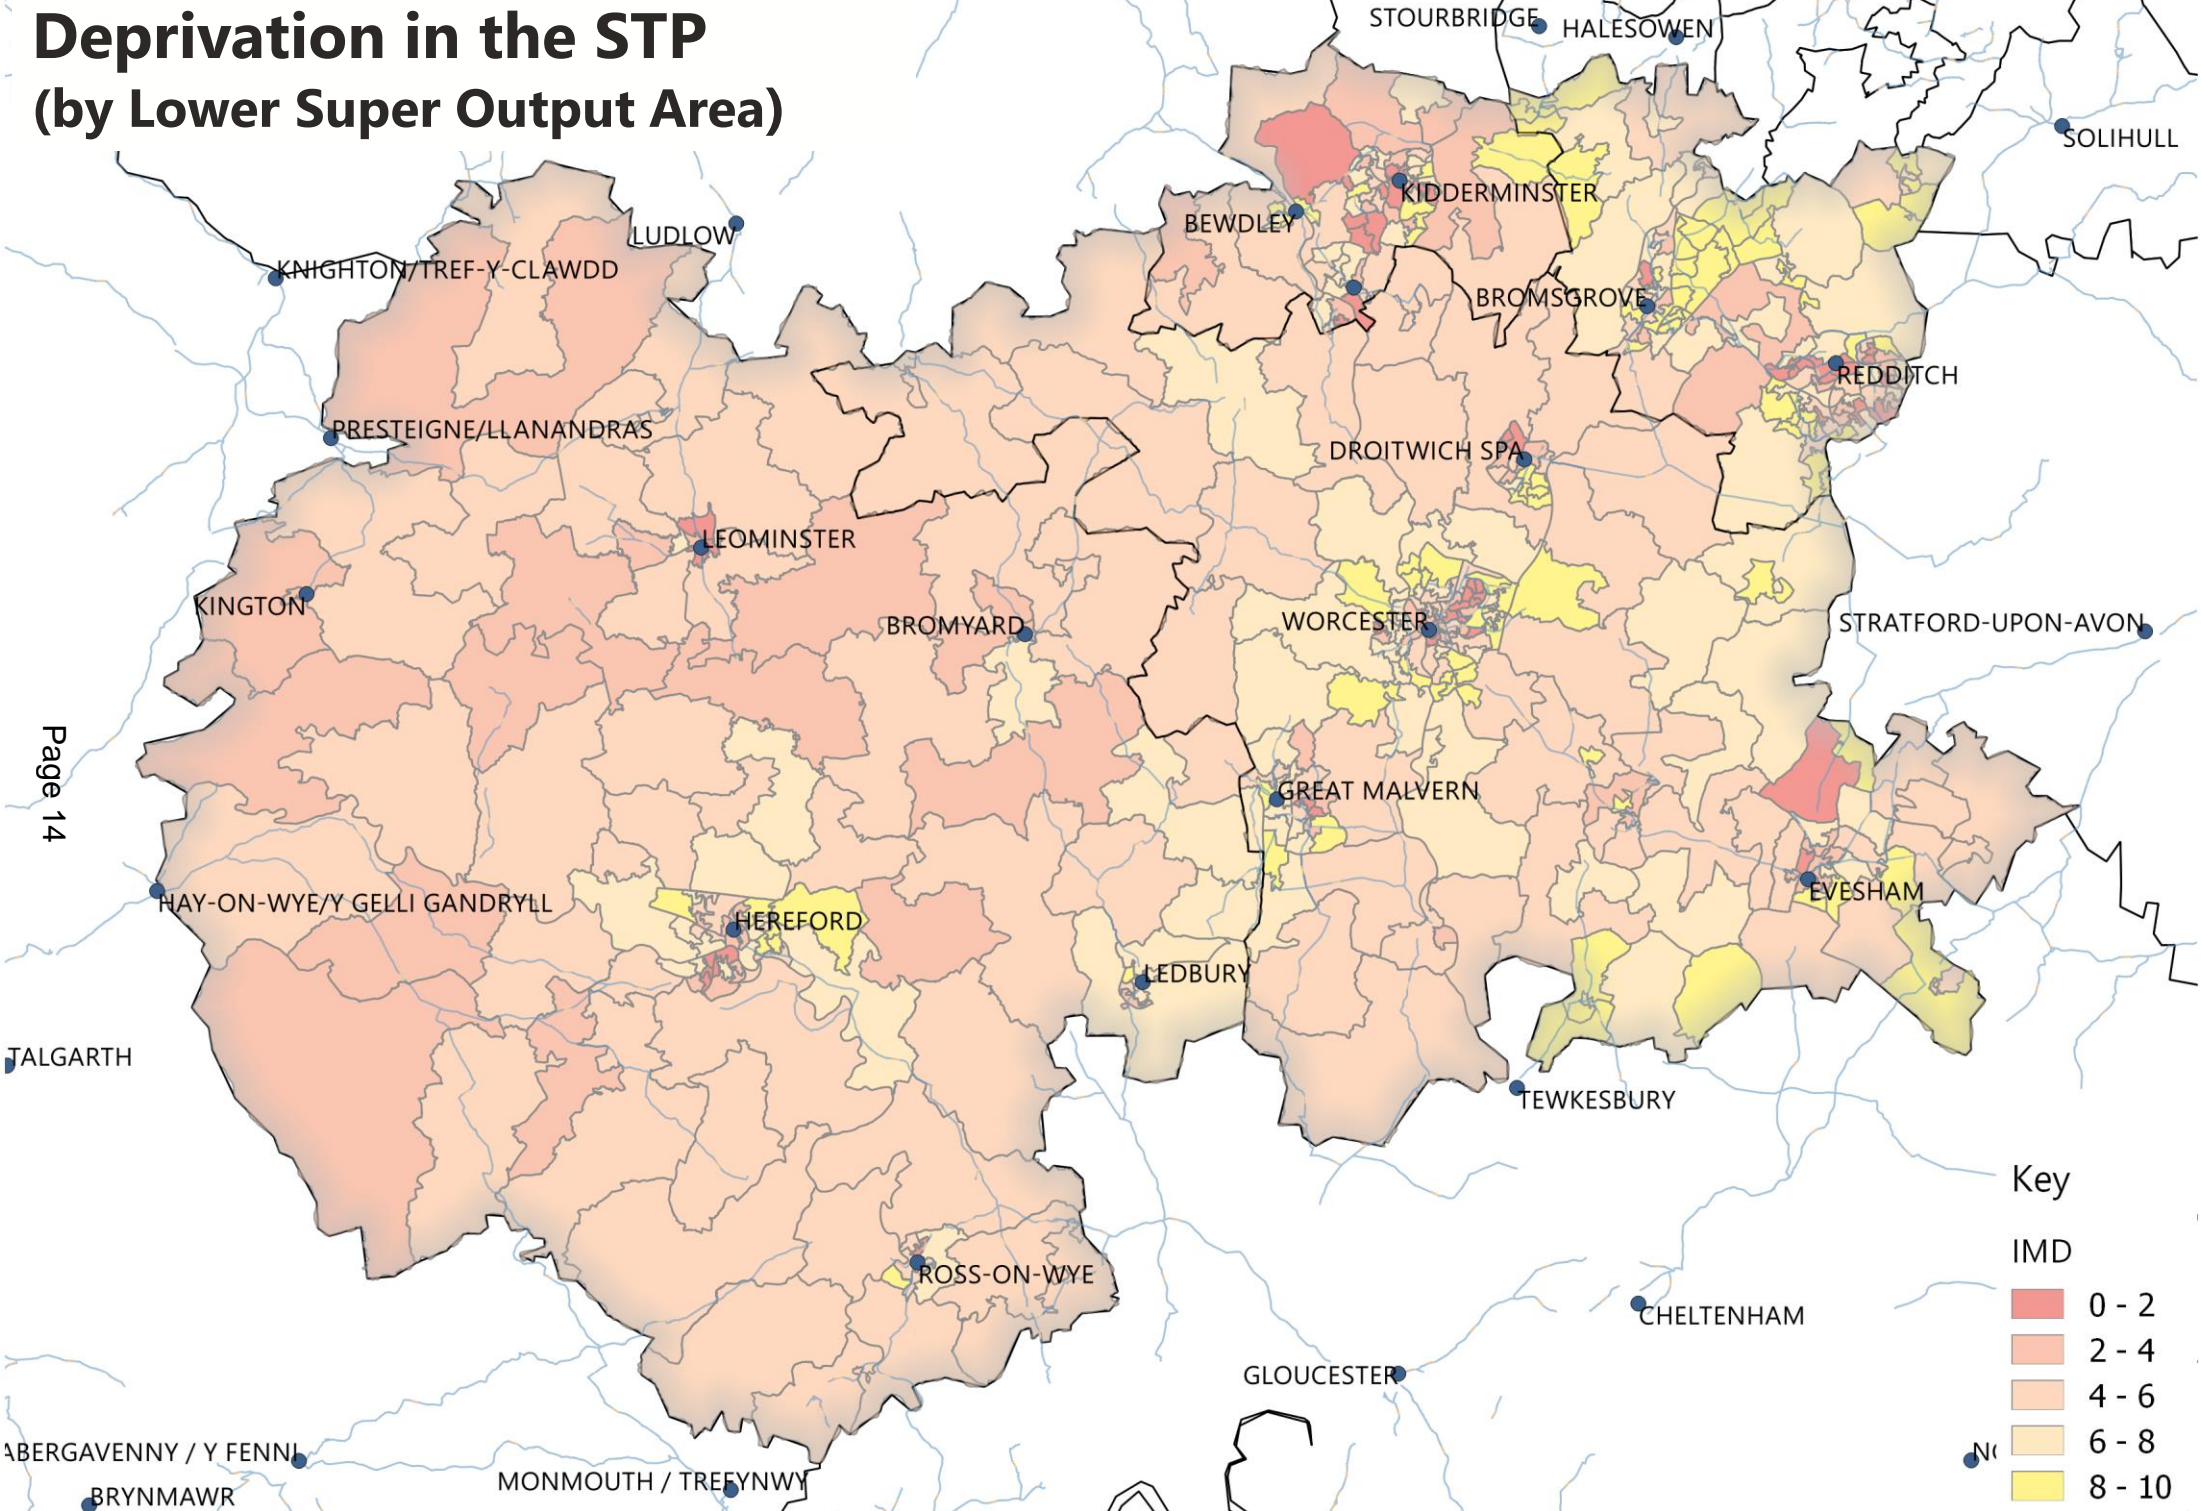 Deprivation in the STP
(by Lower Super Output Area)
STOURBRIDGE
HALESOWEN
SOLIHULL
KIDDERMINSTER
BEWDLEY
LUDLOW
KNIGHTON/TREF-Y-CLAWDD
BROMSGROVE
REDDITCH
PRESTEIGNE/LLANANDRAS
DROITWICH SPA
LEOMINSTER
KINGTON
BROMYARD
WORCESTER
STRATFORD-UPON-AVON
Page 14
GREAT MALVERN
HAY-ON-WYE/Y GELLI GANDRYLL
EVESHAM
HEREFORD
LEDBURY
TALGARTH
TEWKESBURY
ROSS-ON-WYE
CHELTENHAM
GLOUCESTER
ABERGAVENNY / Y FENNI
MONMOUTH / TREFYNWY
BRYNMAWR
Key
IMD
0 - 2
2 - 4
4 - 6
6 - 8
8 - 10